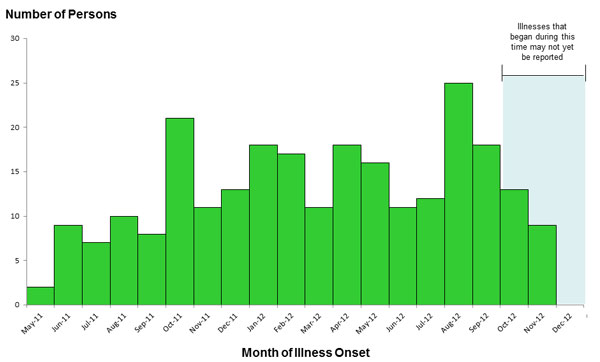 Number of Persons
Illnesses that
began during this
time may not yet
be reported
30
25
20
15
10
5
0
May-11
Jun-11
Jul-11
Aug-11
Sep-11
Oct-11
Nov-11
Dec-11
Jan-12
Feb-12
Mar-12
Apr-12
May-12
Jun-12
Jul-12
Aug-12
Sep-12
Oct-12
Nov-12
Dec-12
Month of Illness Onset